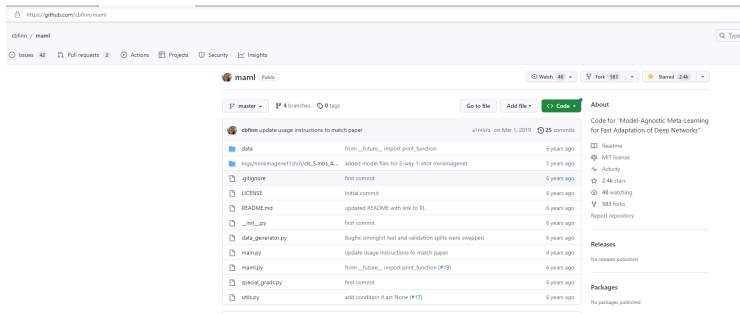 https://github.com/cbfinn/maml
cbfinn / maml
Type
Issues 42 Pull requests 2 Actions Projects Security Insights
maml Public
Watch 48 Fork 583 Starred 2.4k
master 4 branches 0 tags Go to file Add file Code
cbfinn update usage instructions to match paper on Mar 1, 2019 25 commits
data from __future__ import print_function 6 years ago
logs/miniimagenet1shot/cls_5.mbs_4... added model files for 5-way 1-shot miniimagenet 5 years ago
.gitignore first commit 6 years ago
LICENSE Initial commit 6 years ago
README.md updated README with link to RL 6 years ago
__init__.py first commit 6 years ago
data_generator.py Bugfix: omniglot test and validation splits were swapped 6 years ago
main.py update usage instructions to match paper 4 years ago
maml.py from __future__ import print_function (#19) 6 years ago
special_grads.py first commit 6 years ago
utils.py add condition if act None (#17) 6 years ago
About
Code for "Model-Agnostic Meta-Learning
for Fast Adaptation of Deep Networks"
Readme
MIT license
Activity
2.4k stars
48 watching
583 forks
Report repository
Releases
No releases published
Packages
No packages published